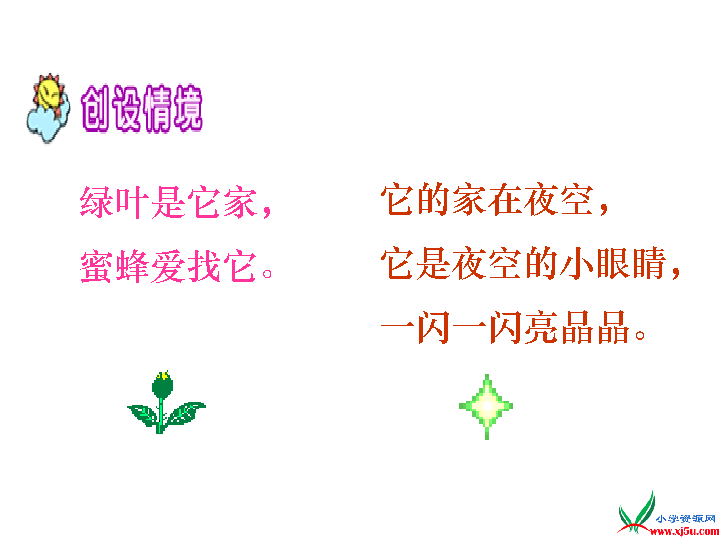 创设情境
绿叶是它家，
蜜蜂爱找它。
它的家在夜空，
它是夜空的小眼睛，
一闪一闪亮晶晶。
小学资源网
www.xj5u.com